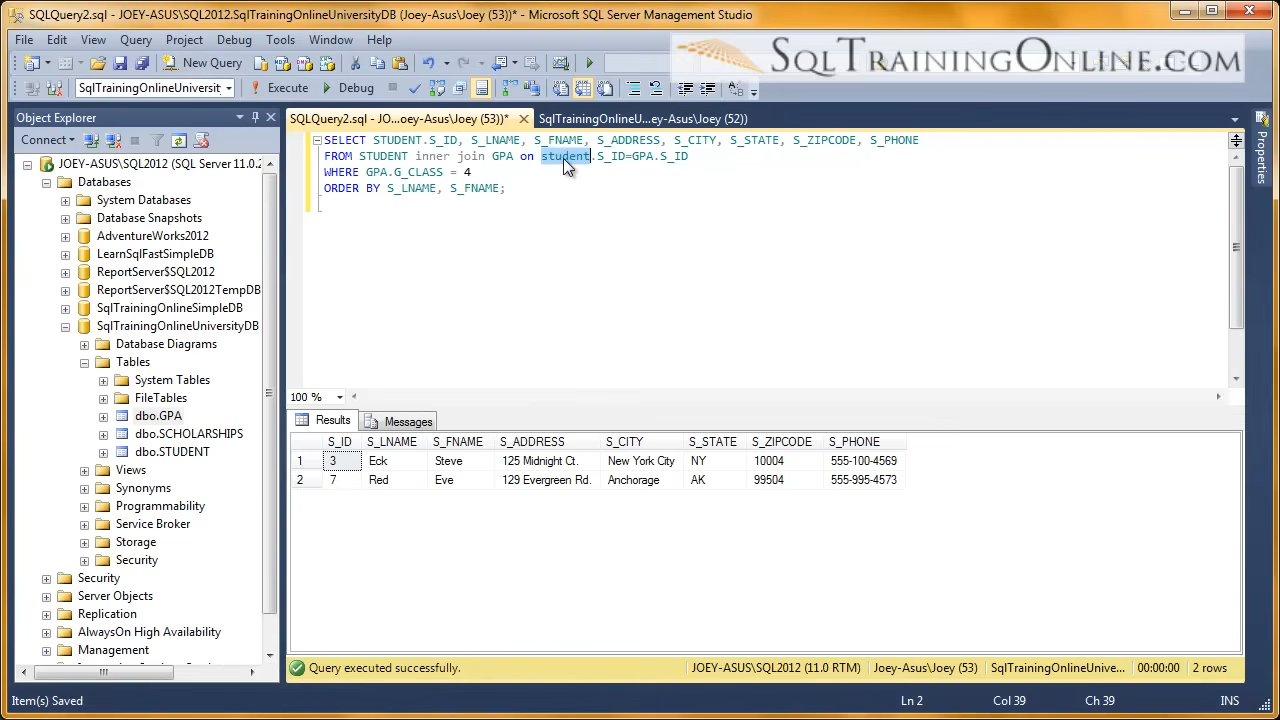 SQLQuery2.sql - JOEY-ASUS\SQL2012.SqlTrainingOnlineUniversityDB (Joey-Asus\Joey (53))* - Microsoft SQL Server Management Studio
File Edit View Query Project Debug Tools Window Help
SQLTRAININGONLINE.COM
New Query
SqlTrainingOnlineUniversit Execute Debug
Object Explorer
SQLQuery2.sql - JO...oey-Asus\Joey (53))* SqlTrainingOnlineU...ey-Asus\Joey (52))
Properties
Connect
JOEY-ASUS\SQL2012 (SQL Server 11.0.2
Databases
System Databases
Database Snapshots
AdventureWorks2012
LearnSqlFastSimpleDB
ReportServer$SQL2012
ReportServer$SQL2012TempDB
SqlTrainingOnlineSimpleDB
SqlTrainingOnlineUniversityDB
Database Diagrams
Tables
System Tables
FileTables
dbo.GPA
dbo.SCHOLARSHIPS
dbo.STUDENT
Views
Synonyms
Programmability
Service Broker
Storage
Security
Security
Server Objects
Replication
AlwaysOn High Availability
Management
SELECT STUDENT.S_ID, S_LNAME, S_FNAME, S_ADDRESS, S_CITY, S_STATE, S_ZIPCODE, S_PHONE
FROM STUDENT inner join GPA on student.S_ID=GPA.S_ID
WHERE GPA.G_CLASS = 4
ORDER BY S_LNAME, S_FNAME;
100 %
Results Messages
S_ID S_LNAME S_FNAME S_ADDRESS S_CITY S_STATE S_ZIPCODE S_PHONE
1 3 Eck Steve 125 Midnight Ct. New York City NY 10004 555-100-4569
2 7 Red Eve 129 Evergreen Rd. Anchorage AK 99504 555-995-4573
Query executed successfully. JOEY-ASUS\SQL2012 (11.0 RTM) Joey-Asus\Joey (53) SqlTrainingOnlineUnive... 00:00:00 2 rows
Item(s) Saved Ln 2 Col 39 Ch 39 INS